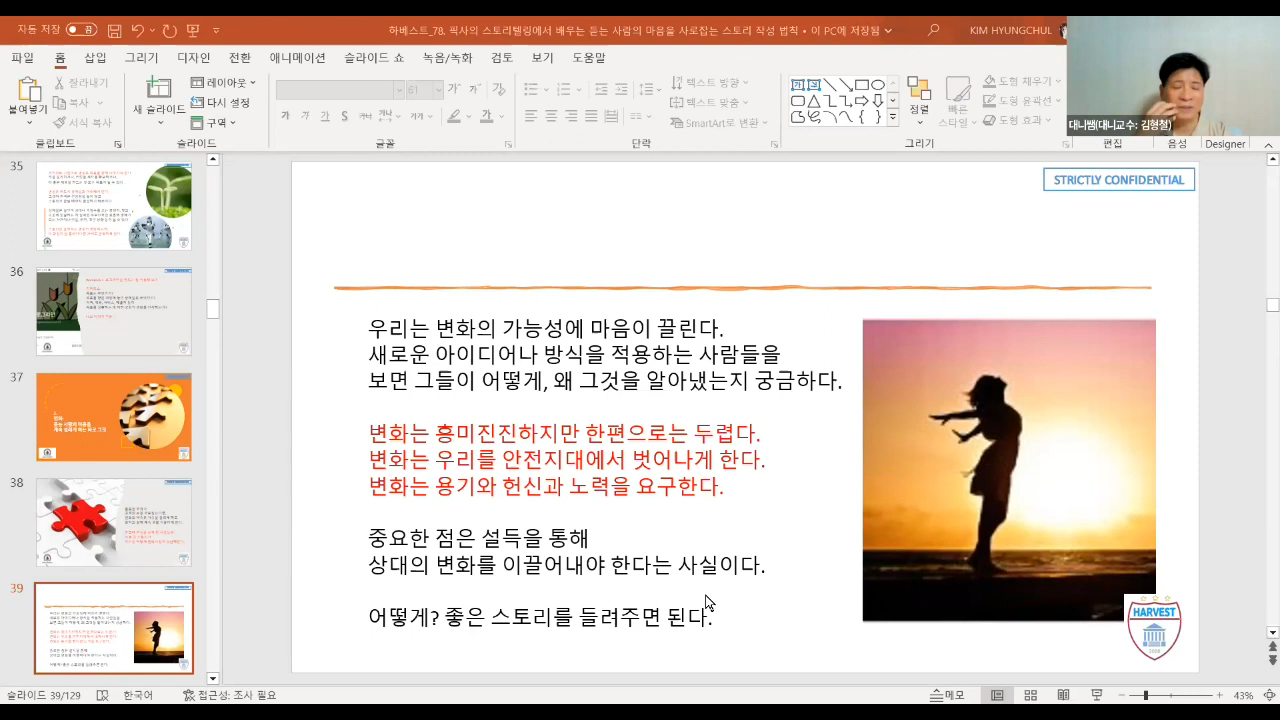 자동 저장
하베스트_78. 픽사의 스토리텔링에서 배우는 듣는 사람의 마음을 사로잡는 스토리 작성 법칙 • 이 PC에 저장됨
KIM HYUNGCHUL
파일 홈 삽입 그리기 디자인 전환 애니메이션 슬라이드 쇼 녹음/녹화 검토 보기 도움말
붙여넣기
잘라내기
복사
서식 복사
클립보드
새 슬라이드
레이아웃
다시 설정
구역
슬라이드
61
글꼴
텍스트 방향
텍스트 맞춤
SmartArt로 변환
단락
정렬
빠른 스타일
도형 채우기
도형 윤곽선
도형 효과
그리기
편집
음성
Designer
대니쌤(대니교수: 김형철)
35
36
37
38
39
STRICTLY CONFIDENTIAL
우리는 변화의 가능성에 마음이 끌린다.
새로운 아이디어나 방식을 적용하는 사람들을
보면 그들이 어떻게, 왜 그것을 알아냈는지 궁금하다.
변화는 흥미진진하지만 한편으로는 두렵다.
변화는 우리를 안전지대에서 벗어나게 한다.
변화는 용기와 헌신과 노력을 요구한다.
중요한 점은 설득을 통해
상대의 변화를 이끌어내야 한다는 사실이다.
어떻게? 좋은 스토리를 들려주면 된다.
HARVEST
슬라이드 39/129
한국어
접근성: 조사 필요
메모
43%